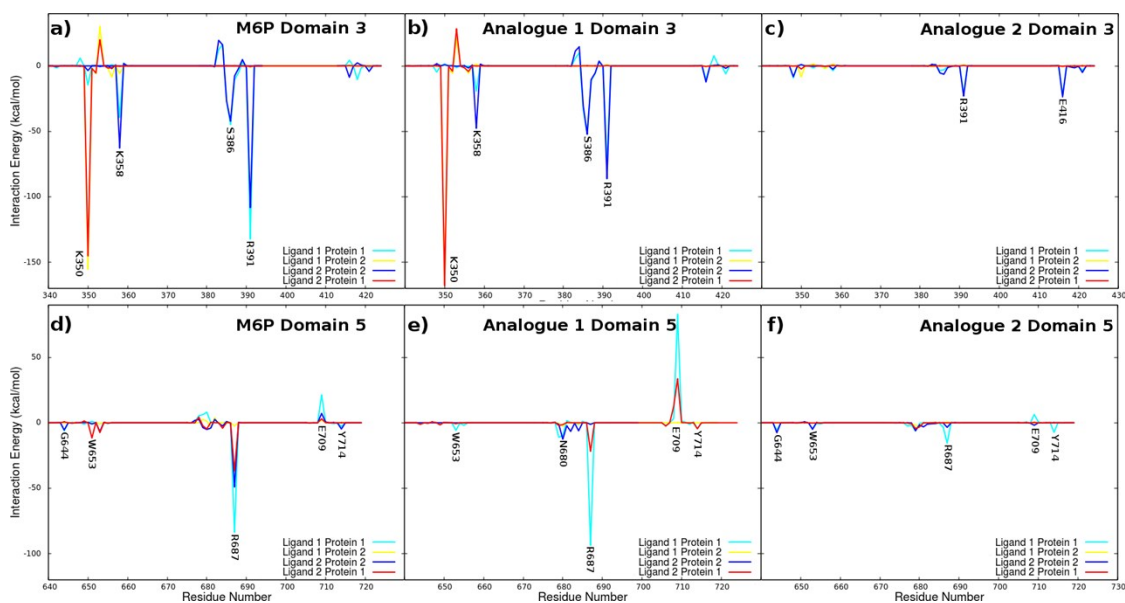 a) M6P Domain 3
b) Analogue 1 Domain 3
c) Analogue 2 Domain 3
Interaction Energy (kcal/mol)
0
-50
-100
-150
K350
K358
S386
R391
K350
K358
S386
R391
R391
E416
Ligand 1 Protein 1
Ligand 1 Protein 2
Ligand 2 Protein 2
Ligand 2 Protein 1
Ligand 1 Protein 1
Ligand 1 Protein 2
Ligand 2 Protein 2
Ligand 2 Protein 1
Ligand 1 Protein 1
Ligand 1 Protein 2
Ligand 2 Protein 2
Ligand 2 Protein 1
340 350 360 370 380 390 400 410 420
350 360 370 380 390 400 410 420
340 350 360 370 380 390 400 410 420 430
d) M6P Domain 5
e) Analogue 1 Domain 5
f) Analogue 2 Domain 5
Interaction Energy (kcal/mol)
50
0
-50
-100
G644
W653
R687
E709
Y714
W653
N680
R687
E709
Y714
G644
W653
R687
E709
Y714
Ligand 1 Protein 1
Ligand 1 Protein 2
Ligand 2 Protein 2
Ligand 2 Protein 1
Ligand 1 Protein 1
Ligand 1 Protein 2
Ligand 2 Protein 2
Ligand 2 Protein 1
Ligand 1 Protein 1
Ligand 1 Protein 2
Ligand 2 Protein 2
Ligand 2 Protein 1
640 650 660 670 680 690 700 710 720
650 660 670 680 690 700 710 720
650 660 670 680 690 700 710 720 730
Residue Number
Residue Number
Residue Number